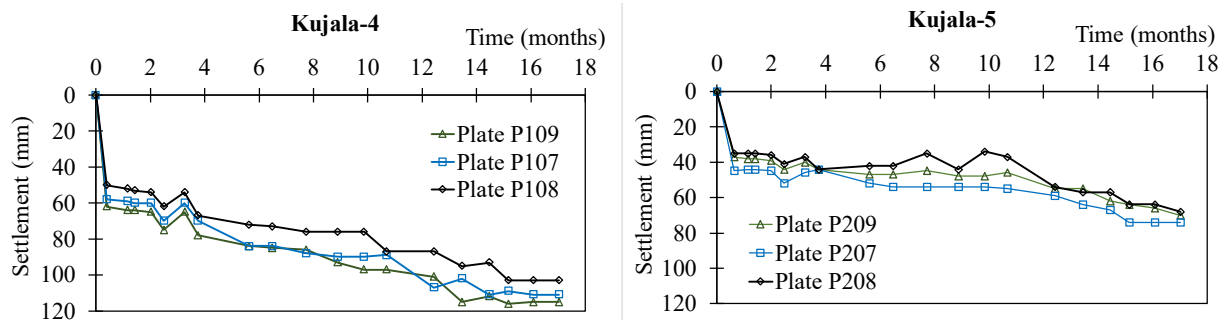 Kujala-4
Time (months)
0 2 4 6 8 10 12 14 16 18
0
20
40
60
80
100
120
Settlement (mm)
Plate P109
Plate P107
Plate P108
Kujala-5
Time (months)
0 2 4 6 8 10 12 14 16 18
0
20
40
60
80
100
120
Settlement (mm)
Plate P209
Plate P207
Plate P208